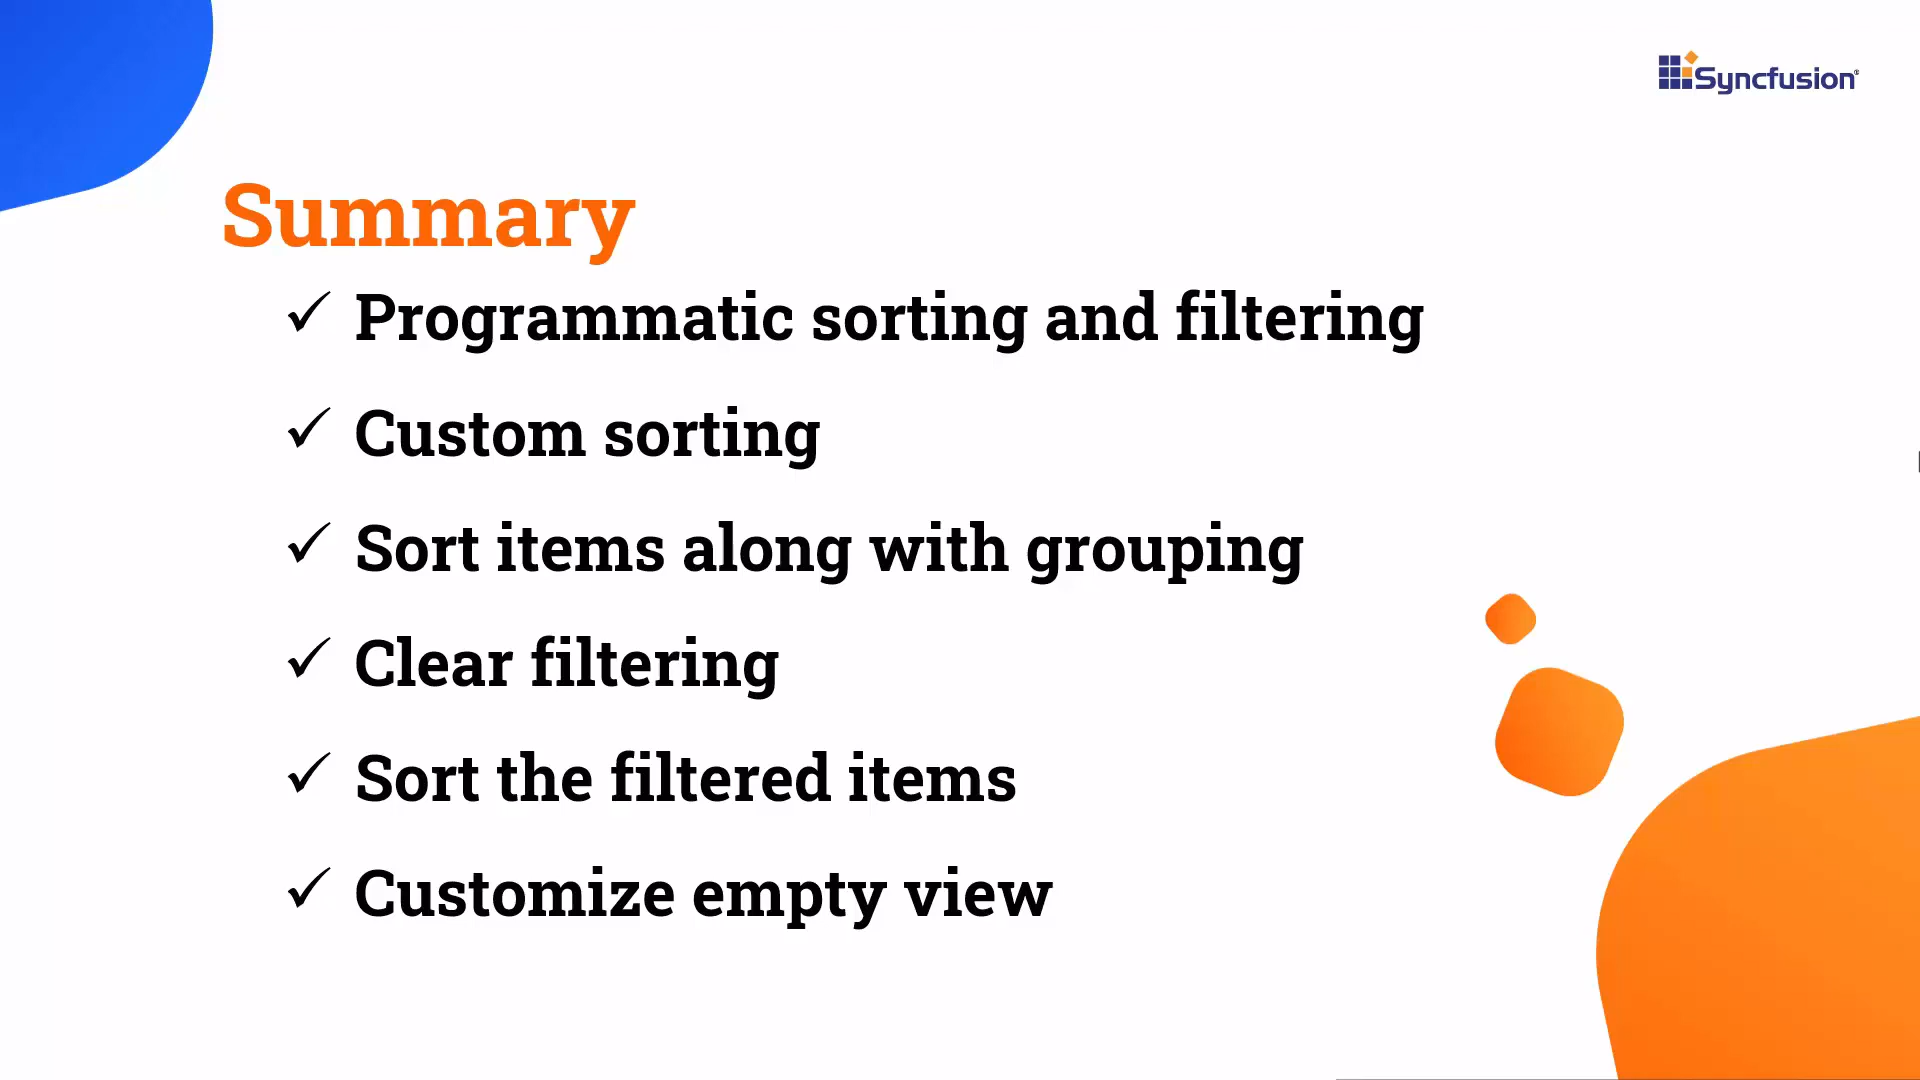 Syncfusion®
Summary
✓ Programmatic sorting and filtering
✓ Custom sorting
✓ Sort items along with grouping
✓ Clear filtering
✓ Sort the filtered items
✓ Customize empty view